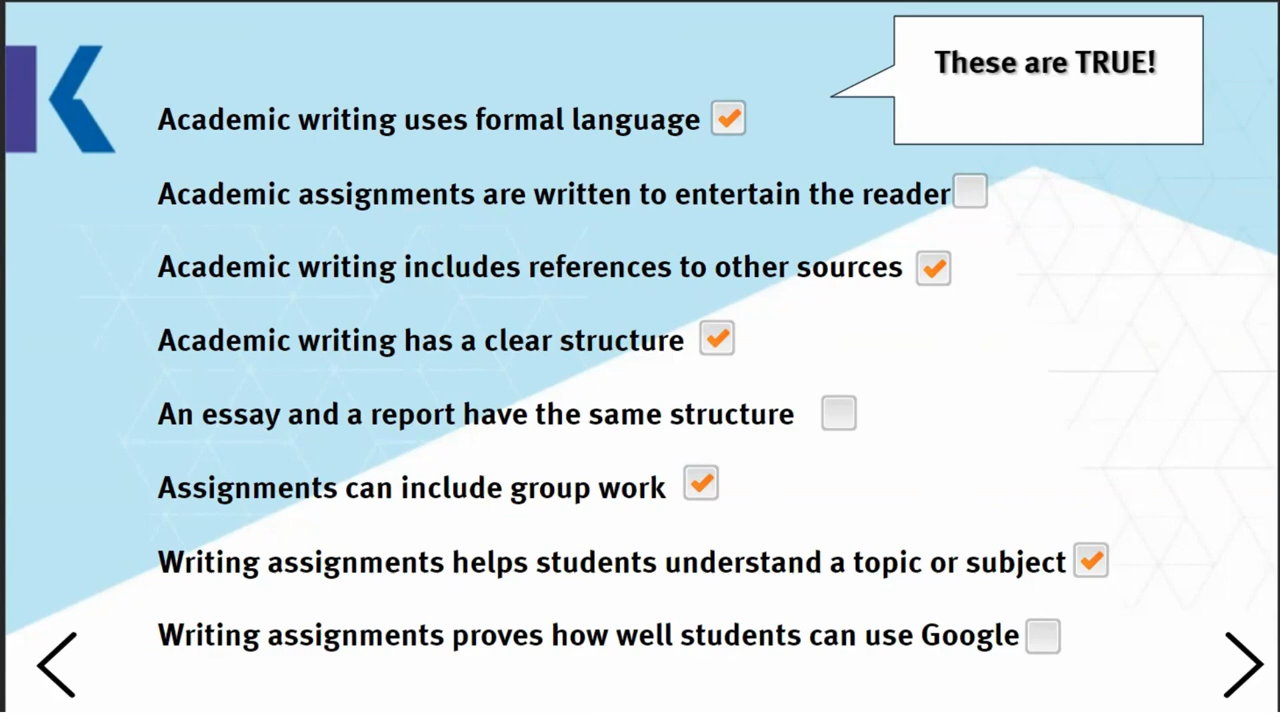 These are TRUE!
Academic writing uses formal language
Academic assignments are written to entertain the reader
Academic writing includes references to other sources
Academic writing has a clear structure
An essay and a report have the same structure
Assignments can include group work
Writing assignments helps students understand a topic or subject
Writing assignments proves how well students can use Google